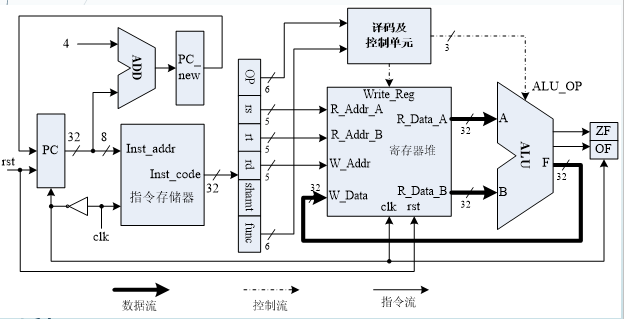 4
ADD
PC_
new
译码及
控制单元
3
OP
6
rs
5
rt
5
rd
5
shamt
func
6
Write_Reg
R_Addr_A
R_Addr_B
W_Addr
W_Data
R_Data_A
寄存器堆
R_Data_B
clk
rst
32
32
32
ALU_OP
A
ALU
B
F
32
ZF
OF
PC
32
8
Inst_addr
Inst_code
指令存储器
32
rst
clk
数据流
控制流
指令流